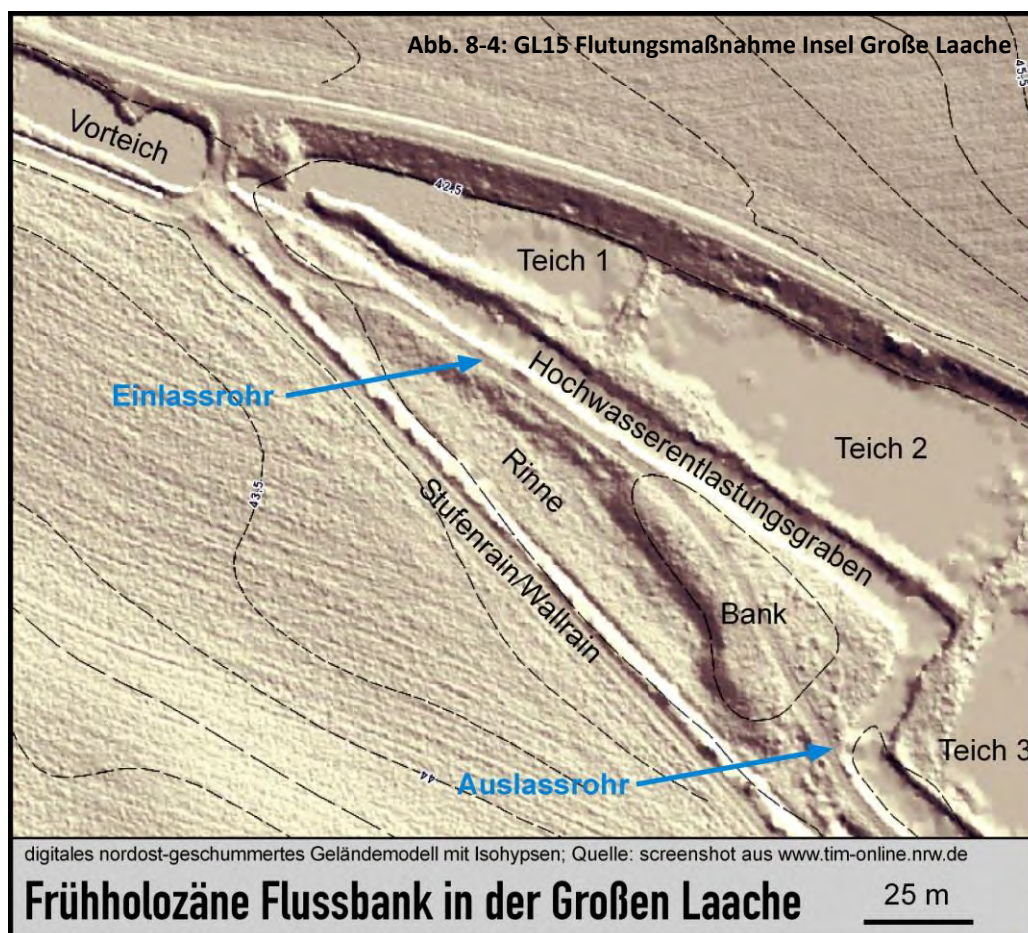 Abb. 8-4: GL15 Flutungsmaßnahme Insel Große Laache
45.5
Vorteich
42.5
Teich 1
Einlassrohr
Hochwasserentlastungsgraben
Teich 2
Rinne
43.5
Stufenrain/Wallrain
Bank
Teich 3
44
Auslassrohr
digitales nordost-geschummertes Geländemodell mit Isohypsen; Quelle: screenshot aus www.tim-online.nrw.de
Frühholozäne Flussbank in der Großen Laache
25 m